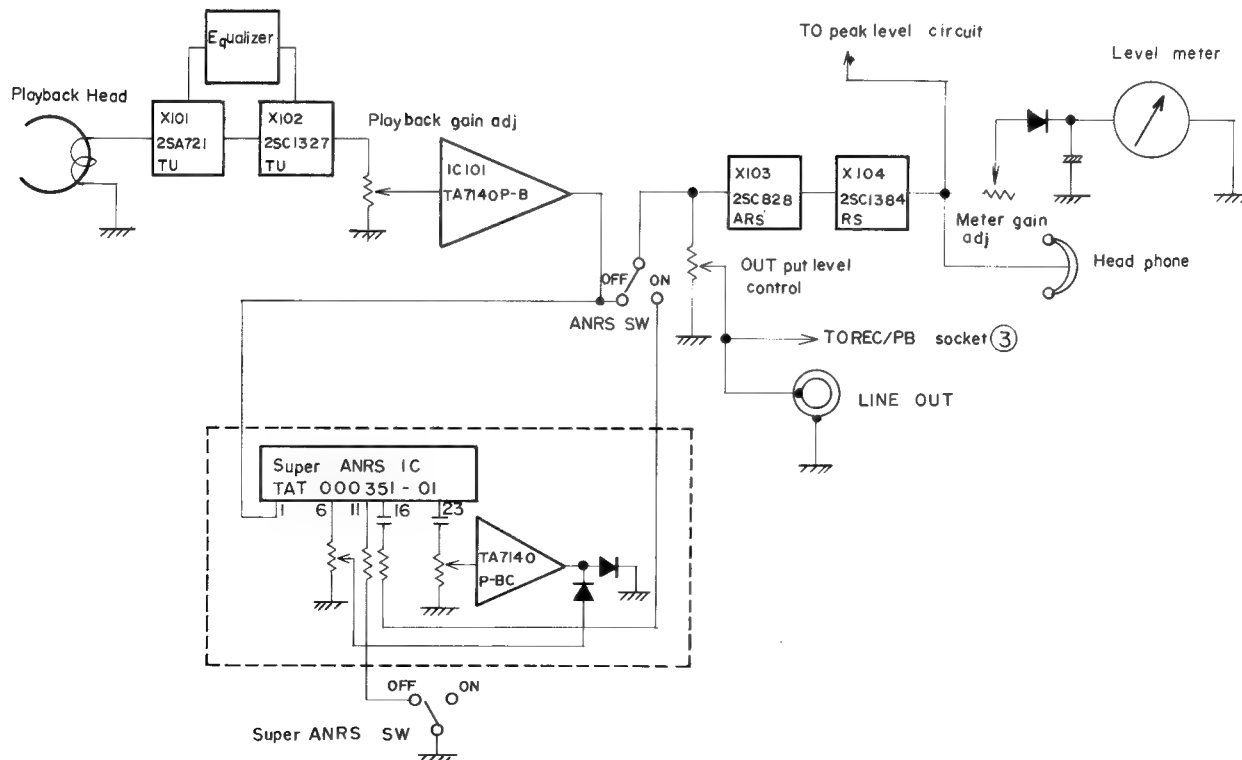 Equalizer
Playback Head
X101
2SA721
TU
X102
2SC1327
TU
Playback gain adj
IC101
TA7140P-B
TO peak level circuit
Level meter
X103
2SC828
ARS
X104
2SC1384
RS
Meter gain
adj
Head phone
OFF
ON
ANRS SW
OUT put level
control
TOREC/PB socket ③
LINE OUT
Super ANRS IC
TAT 000351-01
1
6
11
16
23
TA7140
P-BC
OFF
ON
Super ANRS SW